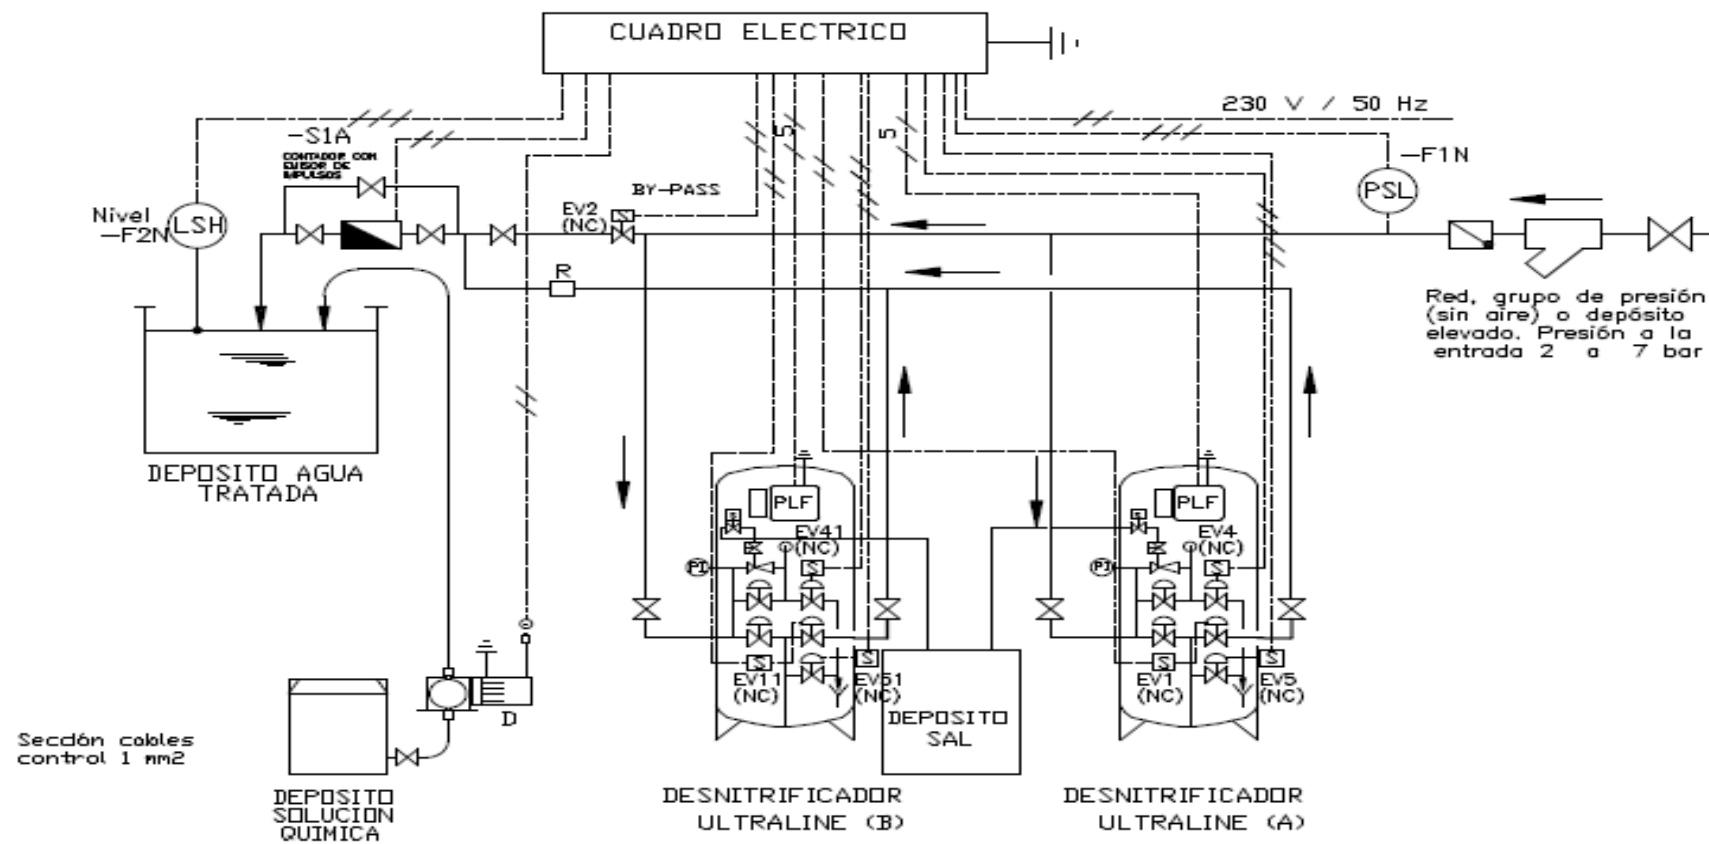 CUADRO ELECTRICO
230 V / 50 Hz
-S1A
CONTADOR CON
EMISOR DE
IMPULSOS
5
5
-F1N
PSL
BY-PASS
EV2
(NC)
Nivel
-F2N
LSH
R
Red, grupo de presión
(sin aire) o depósito
elevado. Presión a la
entrada 2 a 7 bar
DEPOSITO AGUA
TRATADA
PLF
PLF
S
S
S
EV41
(NC)
EV4
(NC)
PI
S
PI
S
S
S
S
S
EV11
(NC)
EV51
(NC)
EV1
(NC)
EV5
(NC)
D
DEPOSITO
SAL
Sección cables
control 1 mm2
DEPOSITO
SOLUCION
QUIMICA
DESNITRIFICADOR
ULTRALINE (B)
DESNITRIFICADOR
ULTRALINE (A)